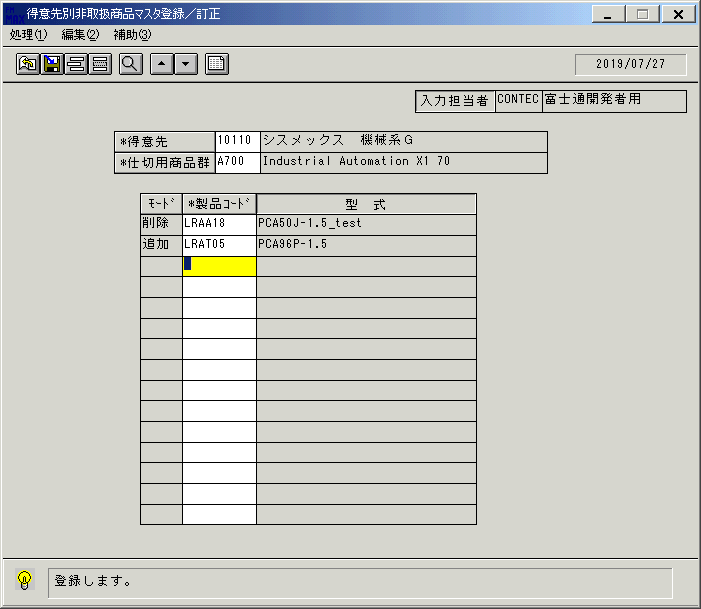 得意先別非取扱商品マスタ登録／訂正
処理(1) 編集(2) 補助(3)
2019/07/27
入力担当者 CONTEC 富士通開発者用
*得意先 10110 シスメックス 機械系G
*仕切用商品群 A700 Industrial Automation X1 70
ﾓｰﾄﾞ *製品ｺｰﾄﾞ 型 式
削除 LRAA18 PCA50J-1.5_test
追加 LRAT05 PCA96P-1.5
登録します。